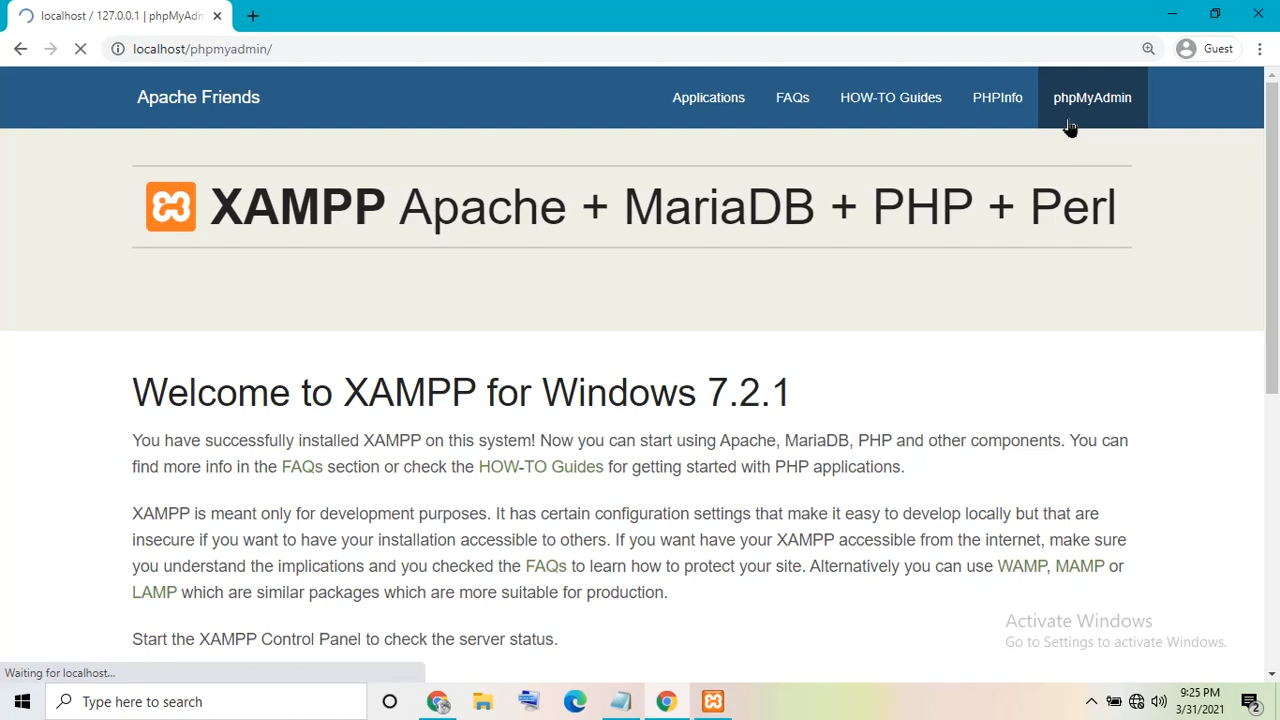 localhost / 127.0.0.1 | phpMyAdn
localhost/phpmyadmin/
Guest
Apache Friends
Applications
FAQs
HOW-TO Guides
PHPInfo
phpMyAdmin
XAMPP Apache + MariaDB + PHP + Perl
Welcome to XAMPP for Windows 7.2.1
You have successfully installed XAMPP on this system! Now you can start using Apache, MariaDB, PHP and other components. You can
find more info in the FAQs section or check the HOW-TO Guides for getting started with PHP applications.
XAMPP is meant only for development purposes. It has certain configuration settings that make it easy to develop locally but that are
insecure if you want to have your installation accessible to others. If you want have your XAMPP accessible from the internet, make sure
you understand the implications and you checked the FAQs to learn how to protect your site. Alternatively you can use WAMP, MAMP or
LAMP which are similar packages which are more suitable for production.
Start the XAMPP Control Panel to check the server status.
Activate Windows
Go to Settings to activate Windows.
Waiting for localhost...
Type here to search
9:25 PM
3/31/2021
2